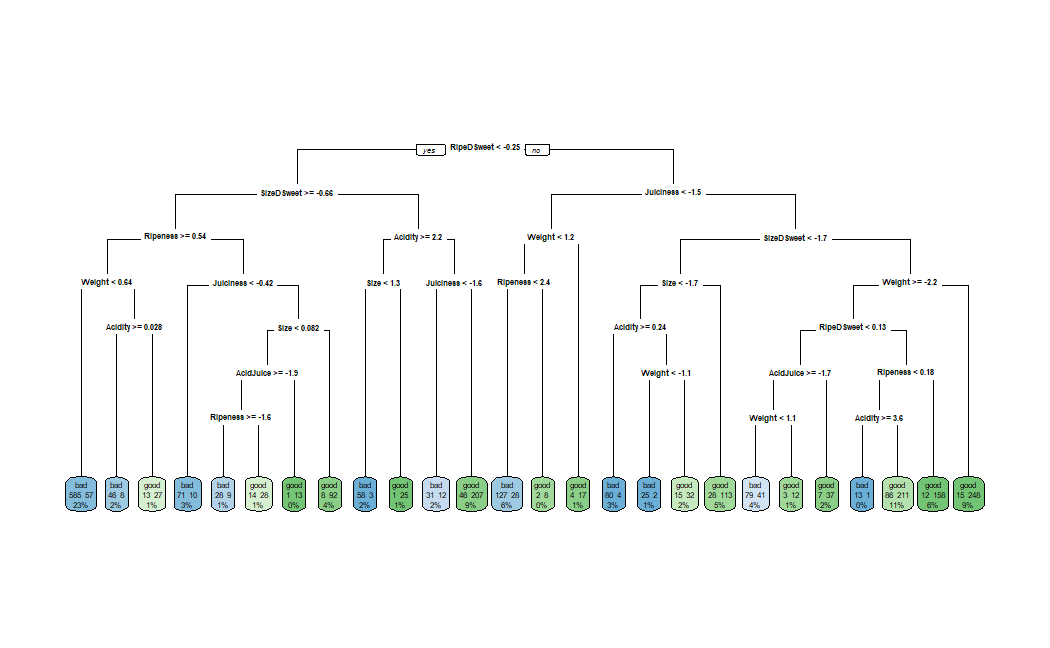 yes RipeDSweet < -0.25 no
SizeDSweet >= -0.66
Juiciness < -1.5
Ripeness >= 0.54
Acidity >= 2.2
Weight < 1.2
SizeDSweet < -1.7
Weight < 0.64
Juiciness < -0.42
Size < 1.3
Juiciness < -1.6
Ripeness < 2.4
Size < -1.7
Weight >= -2.2
Acidity >= 0.028
Size < 0.082
Acidity >= 0.24
RipeDSweet < 0.13
AcidJuice >= -1.9
Weight < -1.1
AcidJuice >= -1.7
Ripeness < 0.18
Ripeness >= -1.6
Weight < 1.1
Acidity >= 3.6
bad bad good bad bad good good good bad good bad good bad good good bad bad good good bad good good bad good good good
585 57 46 8 13 27 71 10 28 9 14 28 1 13 8 92 58 3 1 25 31 12 46 207 127 28 2 8 4 17 80 4 25 2 15 32 28 113 79 41 3 12 7 37 13 1 86 211 12 158 15 248
23% 2% 1% 3% 1% 1% 0% 4% 2% 1% 2% 9% 6% 0% 1% 3% 1% 2% 5% 4% 1% 2% 0% 11% 6% 9%